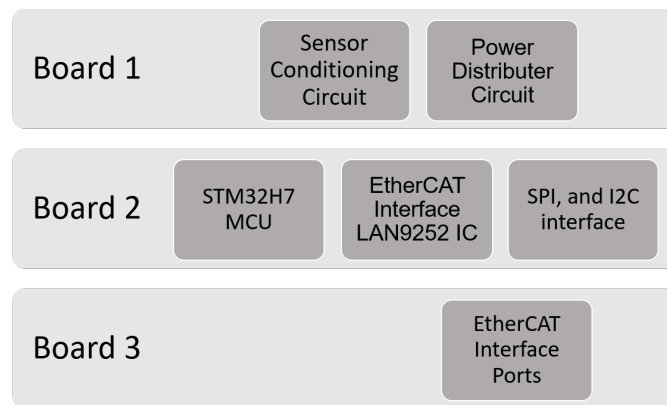 Board 1
Sensor
Conditioning
Circuit
Power
Distributer
Circuit
Board 2
STM32H7
MCU
EtherCAT
Interface
LAN9252 IC
SPI, and I2C
interface
Board 3
EtherCAT
Interface
Ports